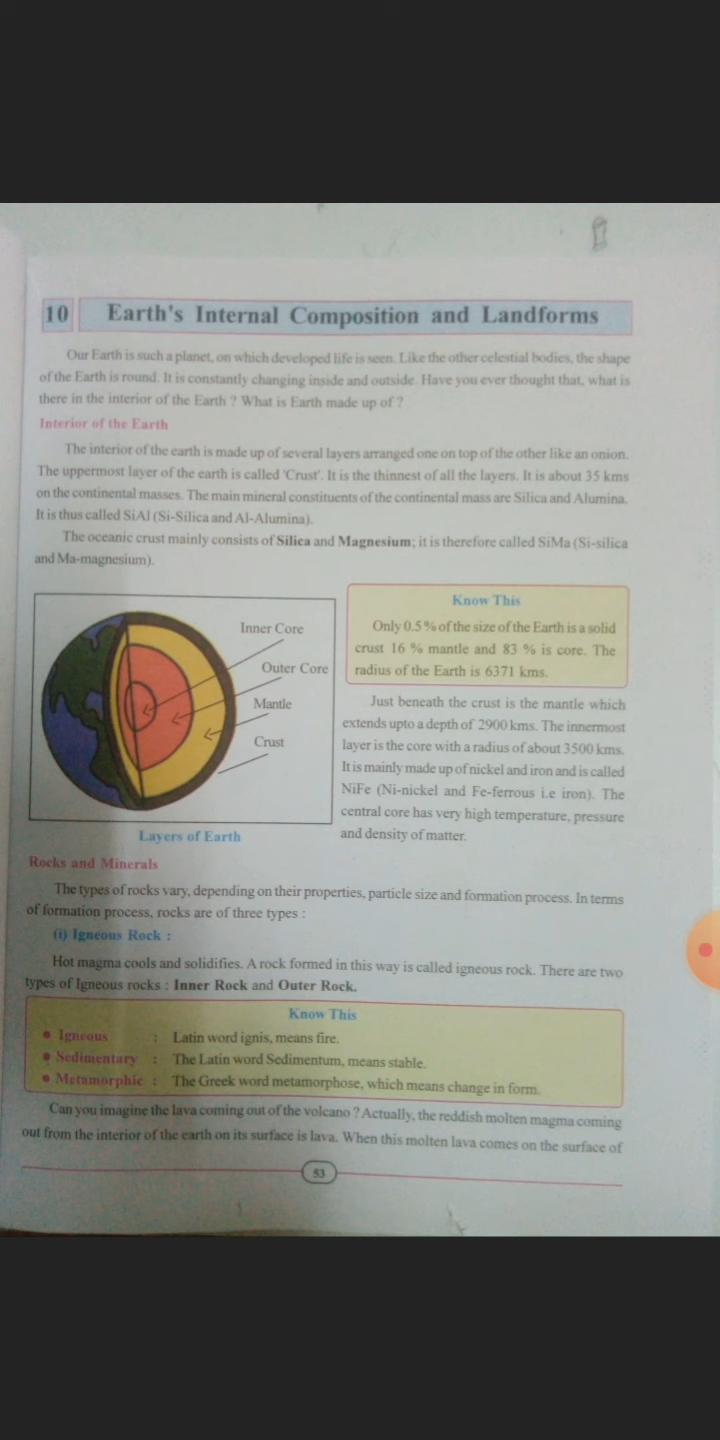 10 Earth's Internal Composition and Landforms
Our Earth is such a planet, on which developed life is seen. Like the other celestial bodies, the shape
of the Earth is round. It is constantly changing inside and outside. Have you ever thought that, what is
there in the interior of the Earth ? What is Earth made up of ?
Interior of the Earth
The interior of the earth is made up of several layers arranged one on top of the other like an onion.
The uppermost layer of the earth is called 'Crust'. It is the thinnest of all the layers. It is about 35 kms
on the continental masses. The main mineral constituents of the continental mass are Silica and Alumina.
It is thus called SiAl (Si-Silica and Al-Alumina).
The oceanic crust mainly consists of Silica and Magnesium; it is therefore called SiMa (Si-silica
and Ma-magnesium).
Inner Core
Outer Core
Mantle
Crust
Layers of Earth
Know This
Only 0.5 % of the size of the Earth is a solid
crust 16 % mantle and 83 % is core. The
radius of the Earth is 6371 kms.
Just beneath the crust is the mantle which
extends upto a depth of 2900 kms. The innermost
layer is the core with a radius of about 3500 kms.
It is mainly made up of nickel and iron and is called
NiFe (Ni-nickel and Fe-ferrous i.e iron). The
central core has very high temperature, pressure
and density of matter.
Rocks and Minerals
The types of rocks vary, depending on their properties, particle size and formation process. In terms
of formation process, rocks are of three types :
(i) Igneous Rock :
Hot magma cools and solidifies. A rock formed in this way is called igneous rock. There are two
types of Igneous rocks : Inner Rock and Outer Rock.
Know This
• Igneous : Latin word ignis, means fire.
• Sedimentary : The Latin word Sedimentum, means stable.
• Metamorphic : The Greek word metamorphose, which means change in form.
Can you imagine the lava coming out of the volcano ? Actually, the reddish molten magma coming
out from the interior of the earth on its surface is lava. When this molten lava comes on the surface of
53